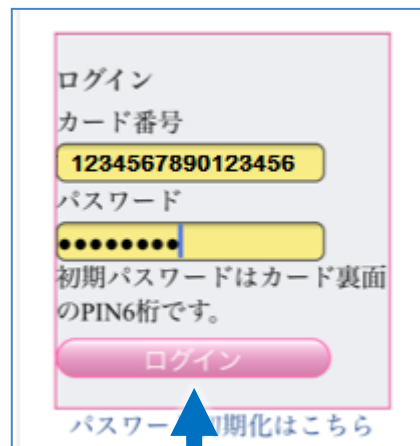 ログイン
カード番号
1234567890123456
パスワード
●●●●●●●●
初期パスワードはカード裏面
のPIN6桁です。
ログイン
パスワー 期化はこちら